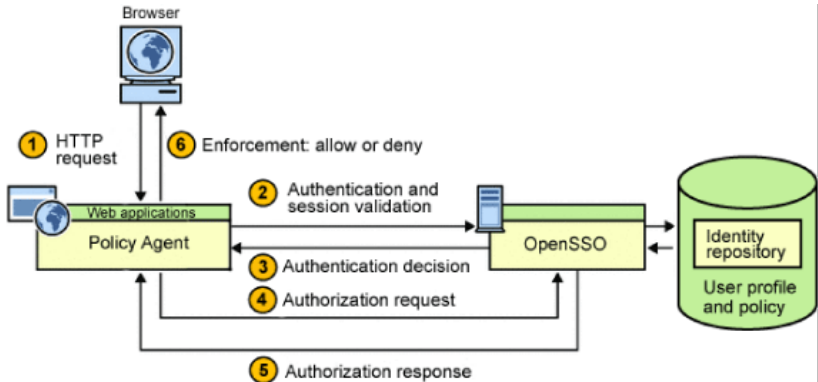 Browser
1 HTTP
request
6 Enforcement: allow or deny
2 Authentication and
session validation
Web applications
Policy Agent
OpenSSO
Identity
repository
User profile
and policy
3 Authentication decision
4 Authorization request
5 Authorization response